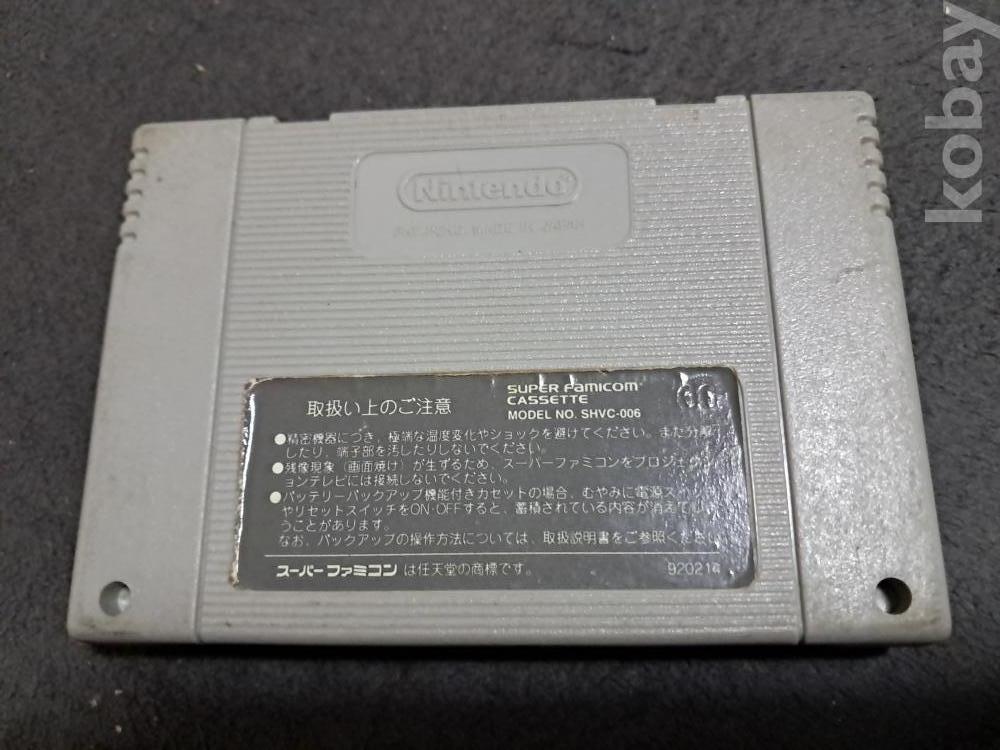 kobay
Nintendo
MADE IN JAPAN
取扱い上のご注意
SUPER Famicom
CASSETTE
MODEL NO. SHVC-006
●精密機器につき、極端な温度変化やショックを避けてください。また分解
したり、端子部を汚したりしないでください。
●残像現象（画面焼け）が生ずるため、スーパーファミコンをプロジェクシ
ョンテレビには接続しないでください。
●バッテリーバックアップ機能付きカセットの場合、むやみに電源スイッチ
やリセットスイッチをON・OFFすると、蓄積されている内容が消えてしま
うことがあります。
なお、バックアップの操作方法については、取扱説明書をご参照ください。
スーパーファミコン は任天堂の商標です。
920214